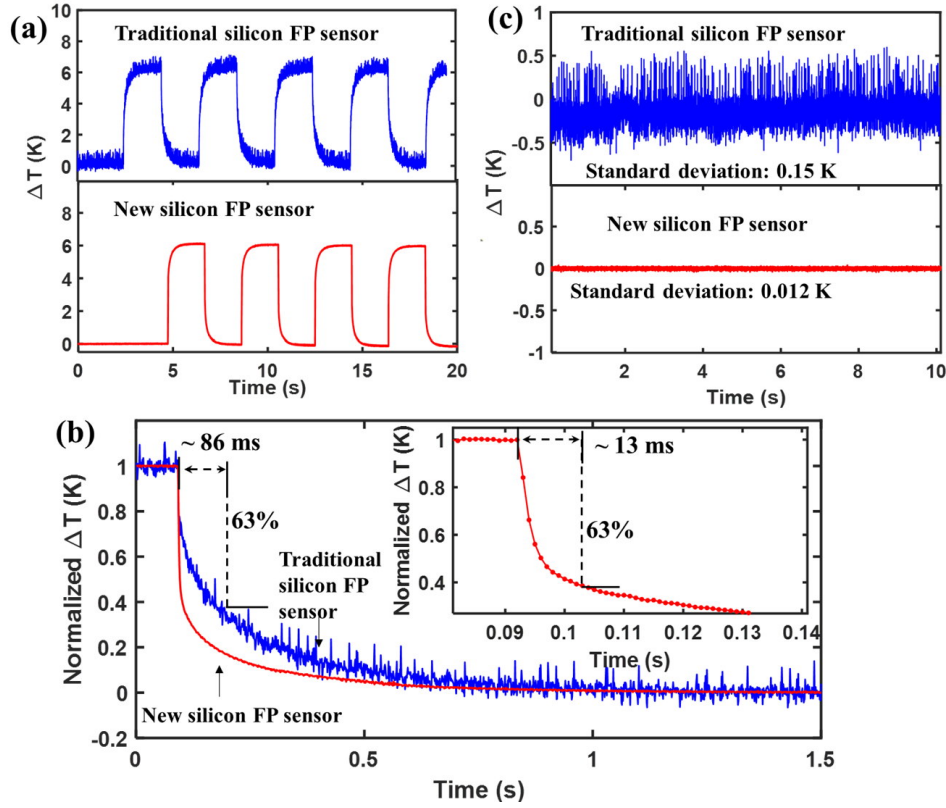 (a)
Traditional silicon FP sensor
10
8
6
4
2
0
Δ T (K)
New silicon FP sensor
8
6
4
2
0
0 5 10 15 20
Time (s)
(c)
Traditional silicon FP sensor
1
0.5
0
-0.5
Standard deviation: 0.15 K
Δ T (K)
New silicon FP sensor
0.5
0
-0.5
-1
Standard deviation: 0.012 K
2 4 6 8 10
Time (s)
(b)
~ 86 ms
63%
Traditional
silicon FP
sensor
New silicon FP sensor
Normalized Δ T (K)
1
0.8
0.6
0.4
0.2
0
-0.2
0 0.5 1 1.5
Time (s)
~ 13 ms
63%
Normalized Δ T (K)
1
0.8
0.6
0.4
0.09 0.1 0.11 0.12 0.13 0.14
Time (s)